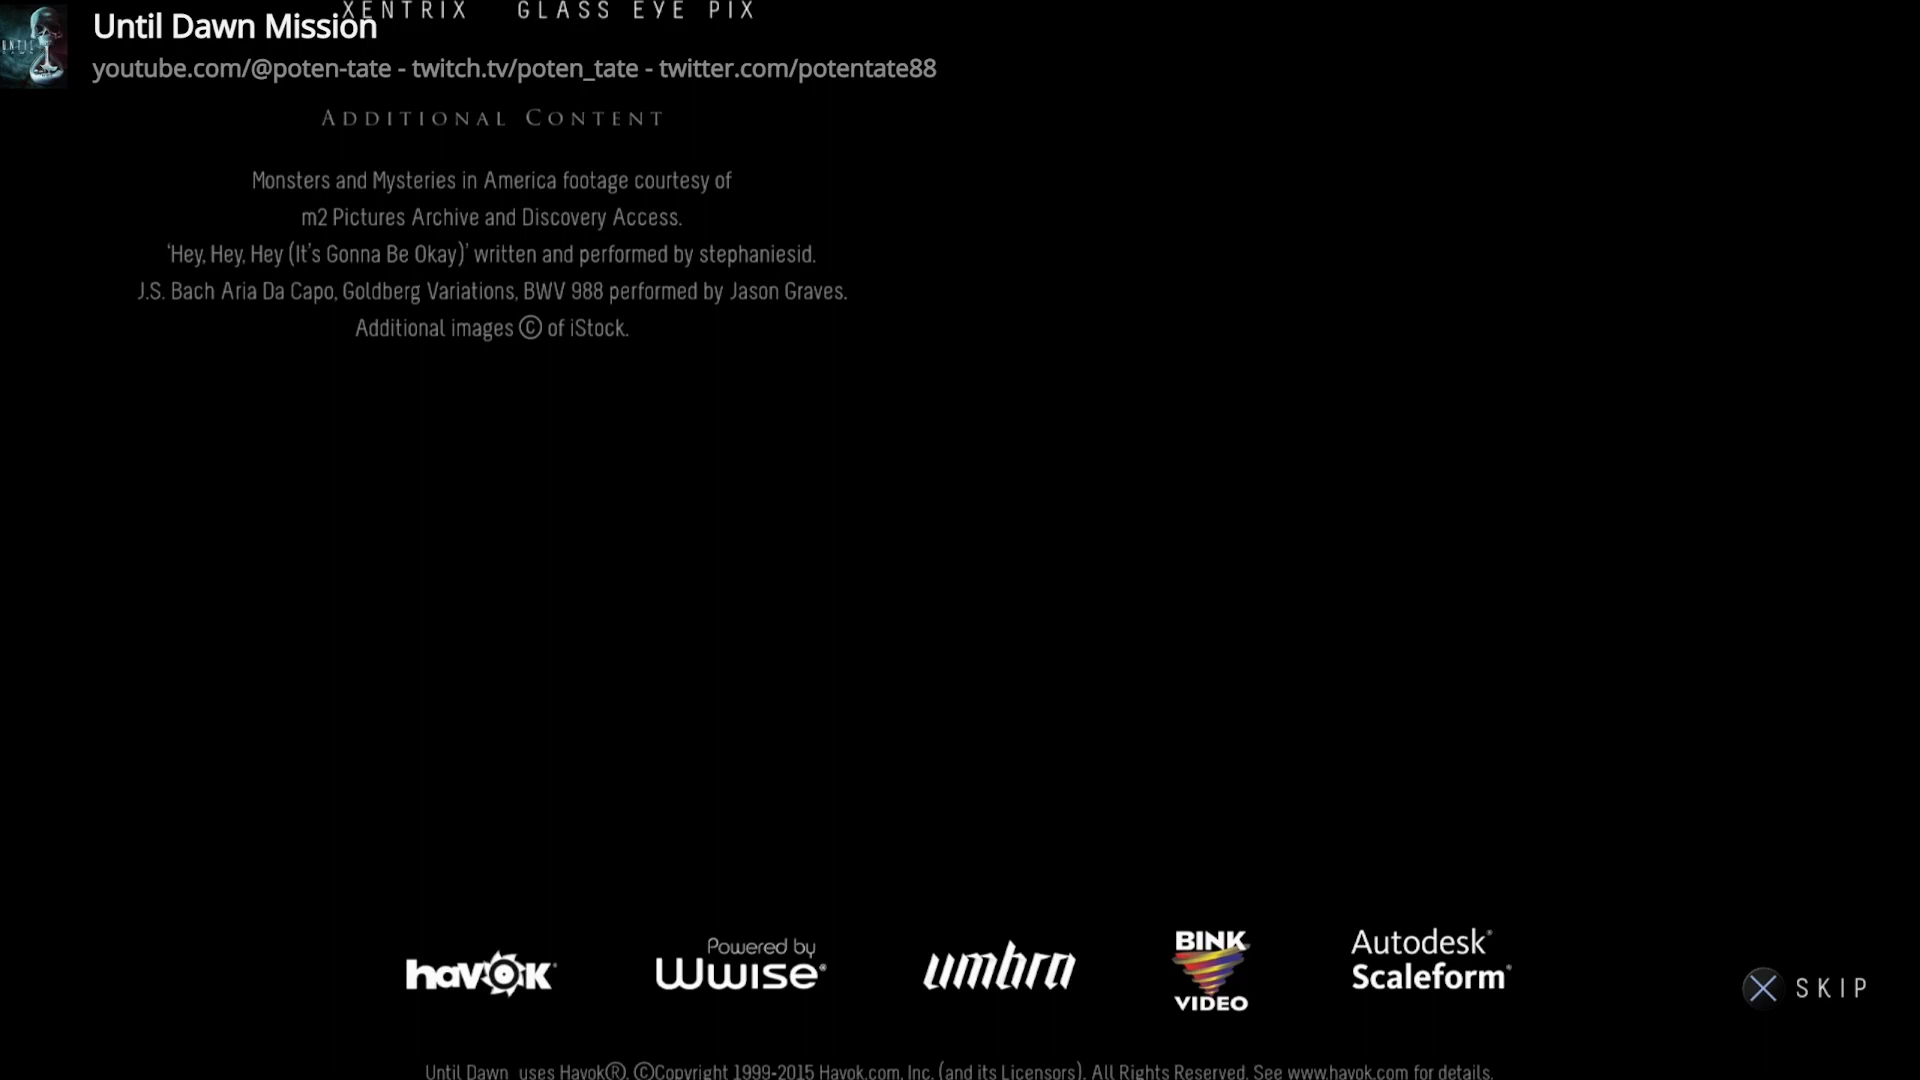 XENTRIX GLASS EYE PIX
Until Dawn Mission
youtube.com/@poten-tate - twitch.tv/poten_tate - twitter.com/potentate88
UNTIL
DAWN
ADDITIONAL CONTENT
Monsters and Mysteries in America footage courtesy of
m2 Pictures Archive and Discovery Access.
‘Hey, Hey, Hey (It’s Gonna Be Okay)’ written and performed by stephaniesid.
J.S. Bach Aria Da Capo, Goldberg Variations, BWV 988 performed by Jason Graves.
Additional images © of iStock.
havok
Powered by
Wwise®
umbra
BINK
VIDEO
Autodesk®
Scaleform®
SKIP
Until Dawn uses Havok®. ©Copyright 1999-2015 Havok.com, Inc. (and its Licensors). All Rights Reserved. See www.havok.com for details.